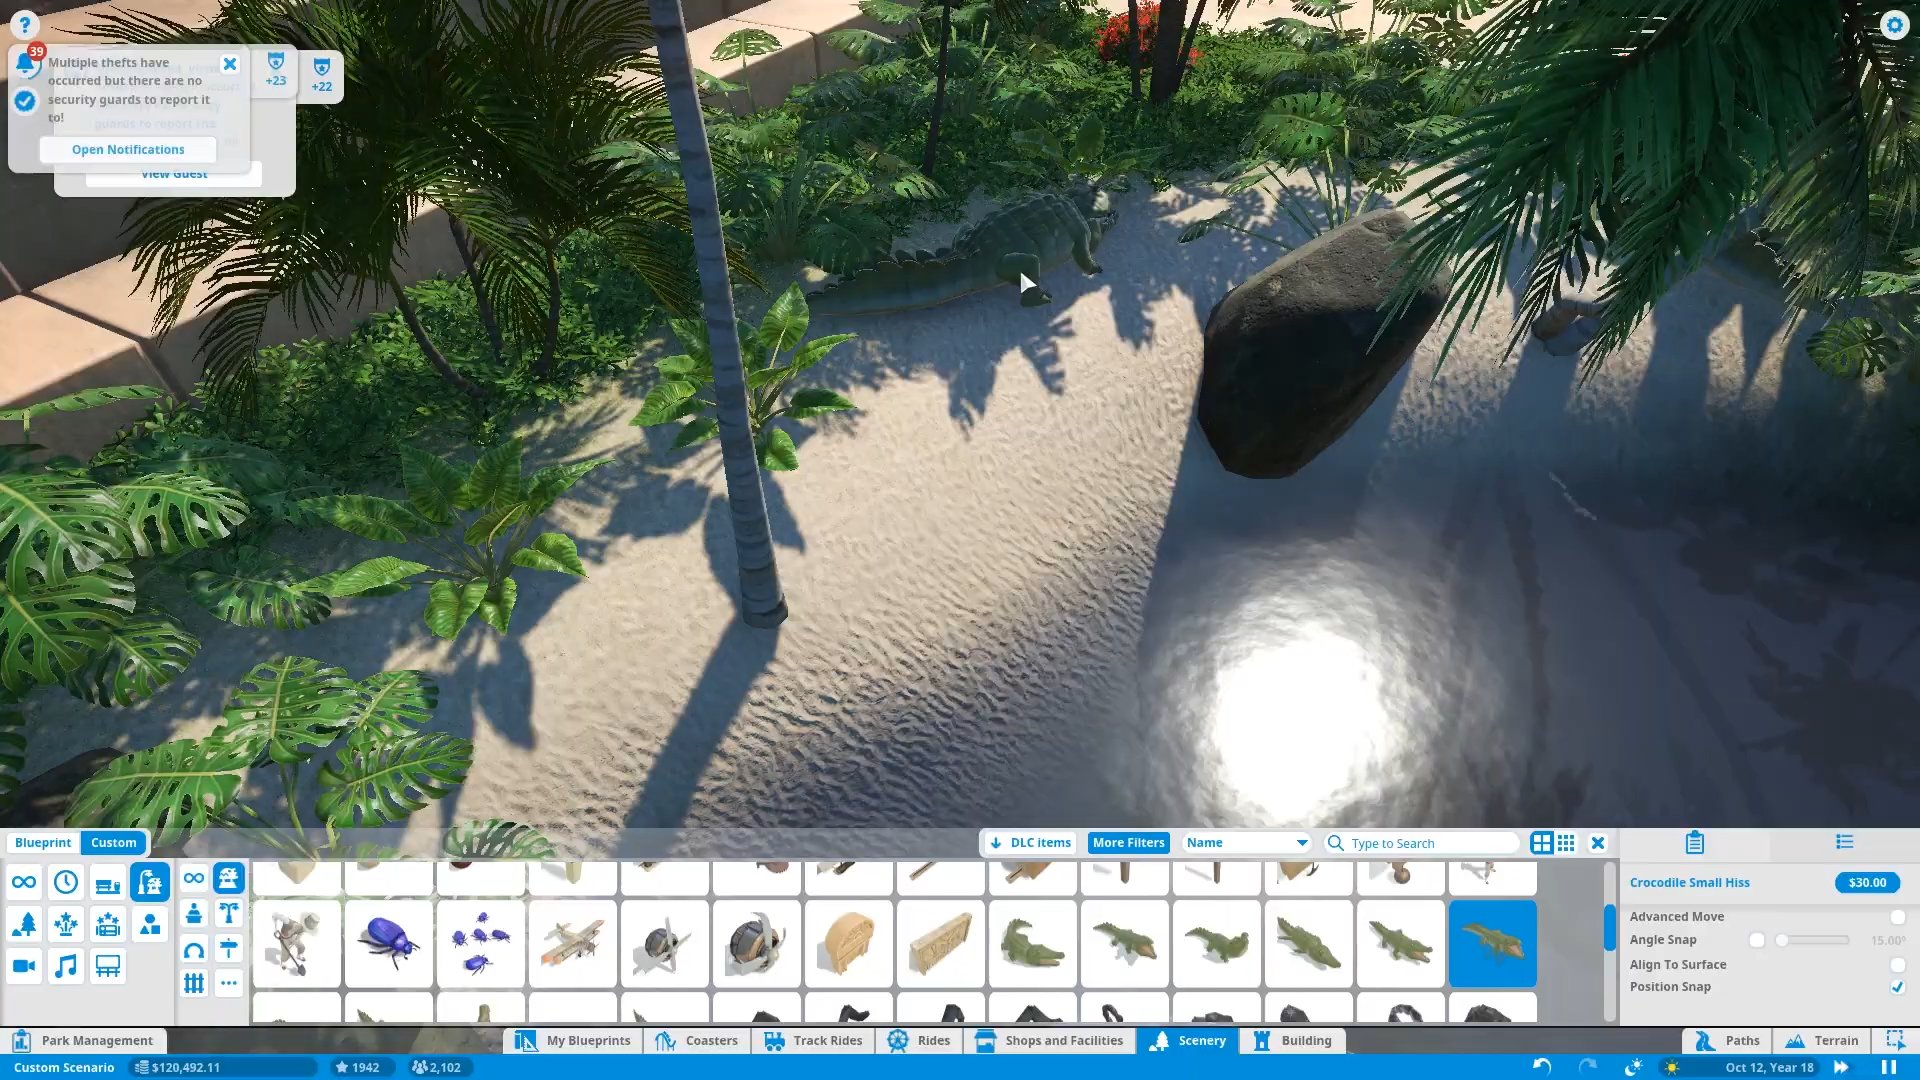 ?
39
Multiple thefts have
occurred but there are no
security guards to report it
to!
Open Notifications
View Guest
+23
+22
Blueprint
Custom
DLC items
More Filters
Name
Type to Search
Crocodile Small Hiss
$30.00
Advanced Move
Angle Snap
15.00°
Align To Surface
Position Snap
Park Management
My Blueprints
Coasters
Track Rides
Rides
Shops and Facilities
Scenery
Building
Paths
Terrain
Custom Scenario
$120,492.11
1942
2,102
Oct 12, Year 18